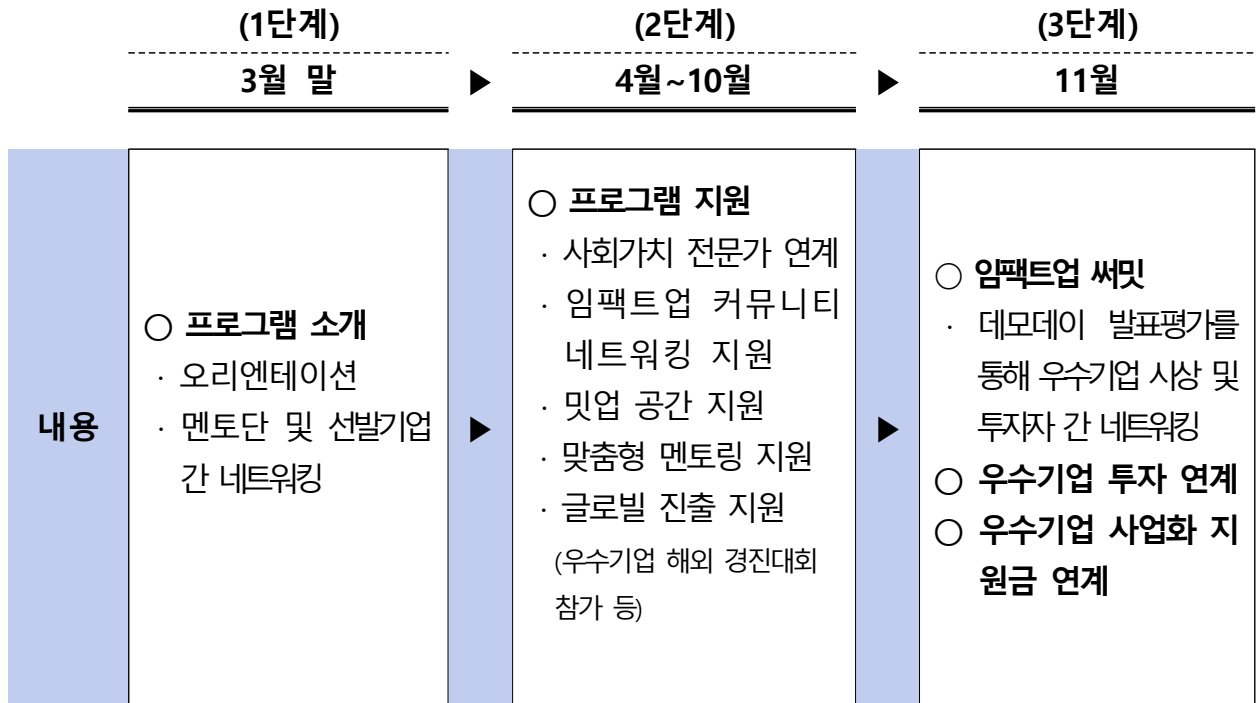 (1단계)
(2단계)
(3단계)
3월 말
▶
4월~10월
▶
11월
내용
○ 프로그램 소개
· 오리엔테이션
· 멘토단 및 선발기업
간 네트워킹
▶
○ 프로그램 지원
· 사회가치 전문가 연계
· 임팩트업 커뮤니티
네트워킹 지원
· 밋업 공간 지원
· 맞춤형 멘토링 지원
· 글로빌 진출 지원
(우수기업 해외 경진대회
참가 등)
▶
○ 임팩트업 써밋
· 데모데이 발표평가를
통해 우수기업 시상 및
투자자 간 네트워킹
○ 우수기업 투자 연계
○ 우수기업 사업화 지
원금 연계